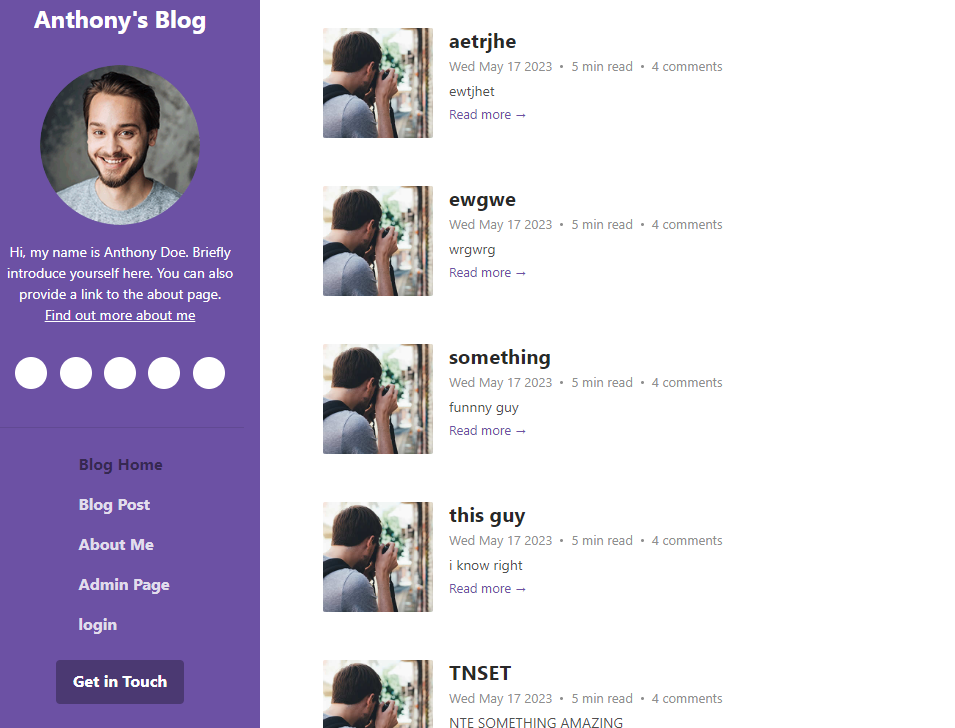 Anthony's Blog
Hi, my name is Anthony Doe. Briefly
introduce yourself here. You can also
provide a link to the about page.
Find out more about me
Blog Home
Blog Post
About Me
Admin Page
login
Get in Touch
aetrjhe
Wed May 17 2023 • 5 min read • 4 comments
ewtjhet
Read more →
ewgwe
Wed May 17 2023 • 5 min read • 4 comments
wrgwrg
Read more →
something
Wed May 17 2023 • 5 min read • 4 comments
funnny guy
Read more →
this guy
Wed May 17 2023 • 5 min read • 4 comments
i know right
Read more →
TNSET
Wed May 17 2023 • 5 min read • 4 comments
NTE SOMETHING AMAZING